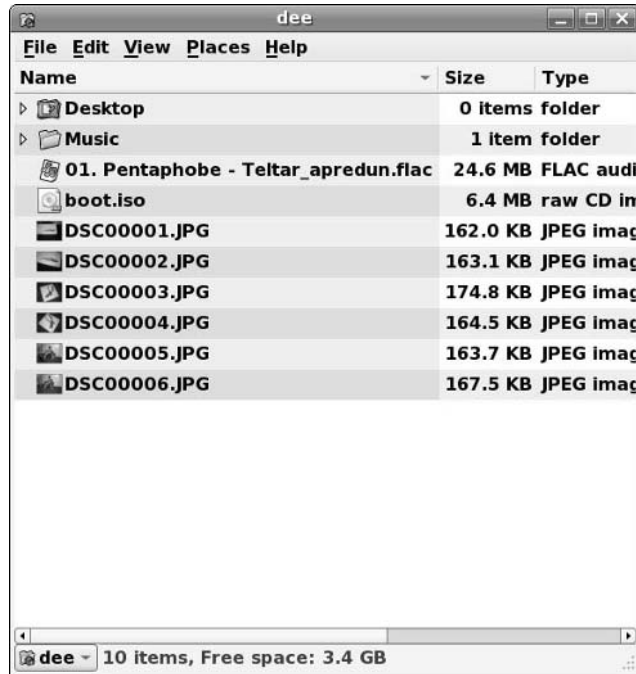 dee
File Edit View Places Help
Name Size Type
Desktop 0 items folder
Music 1 item folder
01. Pentaphobe - Teltar_apredun.flac 24.6 MB FLAC audi
boot.iso 6.4 MB raw CD im
DSC00001.JPG 162.0 KB JPEG imag
DSC00002.JPG 163.1 KB JPEG imag
DSC00003.JPG 174.8 KB JPEG imag
DSC00004.JPG 164.5 KB JPEG imag
DSC00005.JPG 163.7 KB JPEG imag
DSC00006.JPG 167.5 KB JPEG imag
dee 10 items, Free space: 3.4 GB